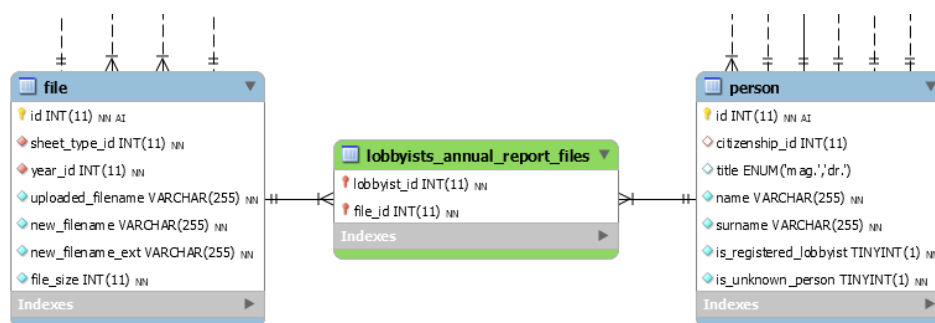 file
id INT(11) NN AI
sheet_type_id INT(11) NN
year_id INT(11) NN
uploaded_filename VARCHAR(255) NN
new_filename VARCHAR(255) NN
new_filename_ext VARCHAR(255) NN
file_size INT(11) NN
Indexes
lobbyists_annual_report_files
lobbyist_id INT(11) NN
file_id INT(11) NN
Indexes
person
id INT(11) NN AI
citizenship_id INT(11)
title ENUM('mag.','dr.')
name VARCHAR(255) NN
surname VARCHAR(255) NN
is_registered_lobbyist TINYINT(1) NN
is_unknown_person TINYINT(1) NN
Indexes